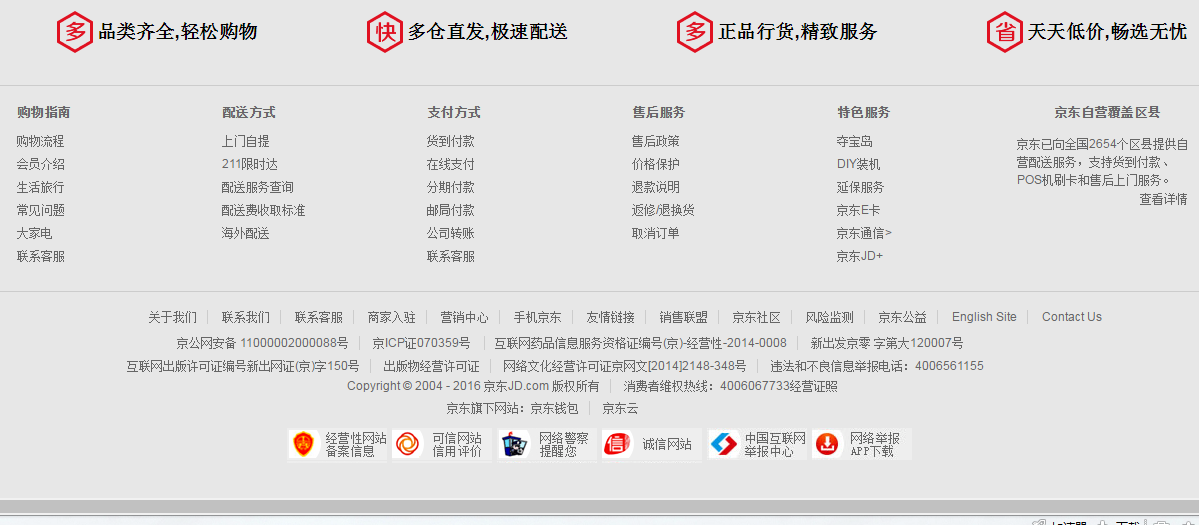 多 品类齐全,轻松购物 快 多仓直发,极速配送 多 正品行货,精致服务 省 天天低价,畅选无忧
购物指南 配送方式 支付方式 售后服务 特色服务 京东自营覆盖区县
购物流程 上门自提 货到付款 售后政策 夺宝岛 京东已向全国2654个区县提供自
会员介绍 211限时达 在线支付 价格保护 DIY装机 营配送服务，支持货到付款、
生活旅行 配送服务查询 分期付款 退款说明 延保服务 POS机刷卡和售后上门服务。
常见问题 配送费收取标准 邮局付款 返修/退换货 京东E卡 查看详情
大家电 海外配送 公司转账 取消订单 京东通信>
联系客服 联系客服 京东JD+
关于我们 联系我们 联系客服 商家入驻 营销中心 手机京东 友情链接 销售联盟 京东社区 风险监测 京东公益 English Site Contact Us
京公网安备 11000002000088号 京ICP证070359号 互联网药品信息服务资格证编号(京)-经营性-2014-0008 新出发京零 字第大120007号
互联网出版许可证编号新出网证(京)字150号 出版物经营许可证 网络文化经营许可证京网文[2014]2148-348号 违法和不良信息举报电话：4006561155
Copyright © 2004 - 2016 京东JD.com 版权所有 消费者维权热线：4006067733经营证照
京东旗下网站：京东钱包 京东云
经营性网站 可信网站 网络警察 信 诚信网站 中国互联网 网络举报
备案信息 信用评价 提醒您 举报中心 APP下载